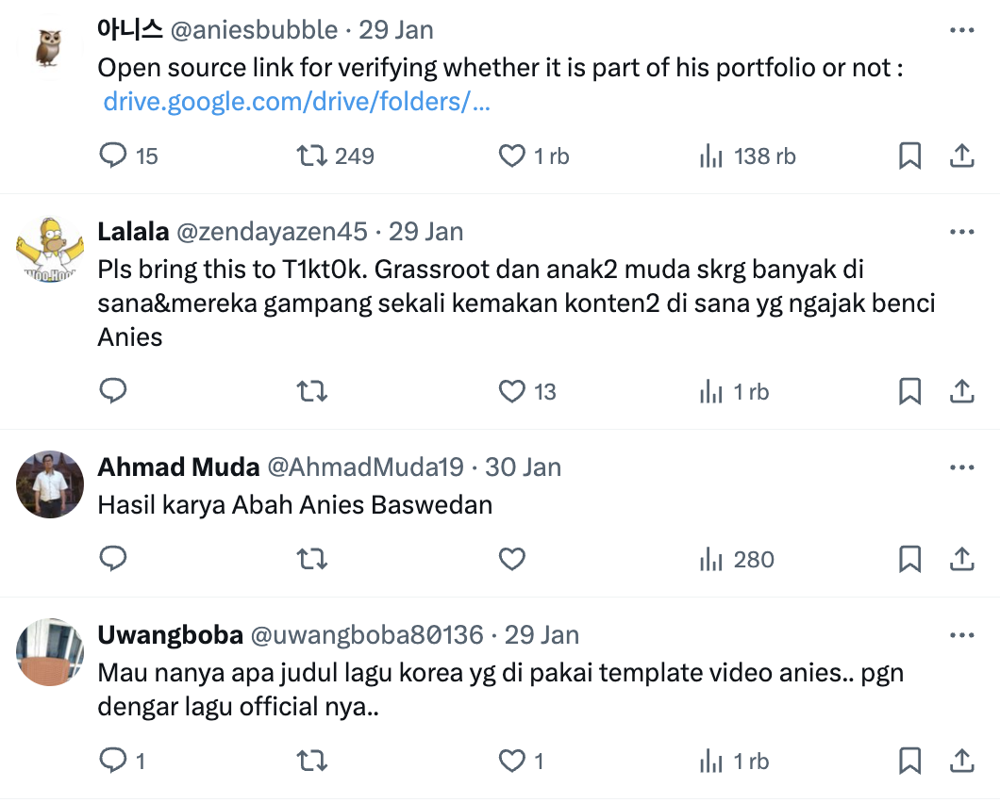 아니스 @aniesbubble · 29 Jan
Open source link for verifying whether it is part of his portfolio or not :
drive.google.com/drive/folders/...
15 249 1 rb 138 rb
Lalala @zendayazen45 · 29 Jan
WOO-HOO!
Pls bring this to T1kt0k. Grassroot dan anak2 muda skrg banyak di
sana&mereka gampang sekali kemakan konten2 di sana yg ngajak benci
Anies
13 1 rb
Ahmad Muda @AhmadMuda19 · 30 Jan
Hasil karya Abah Anies Baswedan
280
Uwangboba @uwangboba80136 · 29 Jan
Mau nanya apa judul lagu korea yg di pakai template video anies.. pgn
dengar lagu official nya..
1 1 1 rb